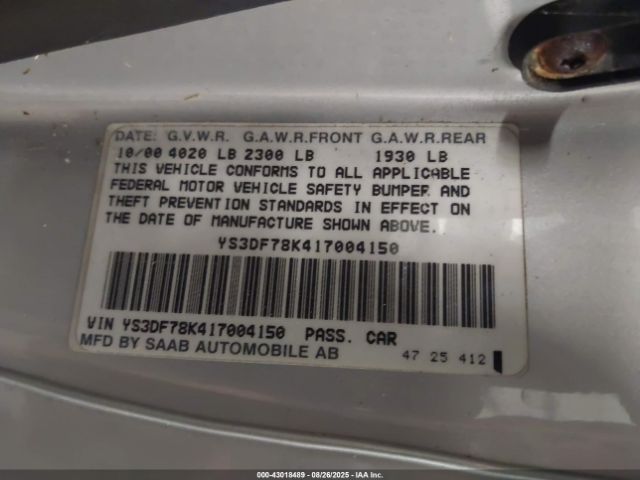 DATE: G.V.W.R. G.A.W.R.FRONT G.A.W.R.REAR
10/00 4020 LB 2300 LB 1930 LB
THIS VEHICLE CONFORMS TO ALL APPLICABLE
FEDERAL MOTOR VEHICLE SAFETY BUMPER AND
THEFT PREVENTION STANDARDS IN EFFECT ON
THE DATE OF MANUFACTURE SHOWN ABOVE.
YS3DF78K417004150
VIN YS3DF78K417004150 PASS. CAR
MFD BY SAAB AUTOMOBILE AB 47 25 412
000-43018489 - 08/26/2025 - IAAI.com